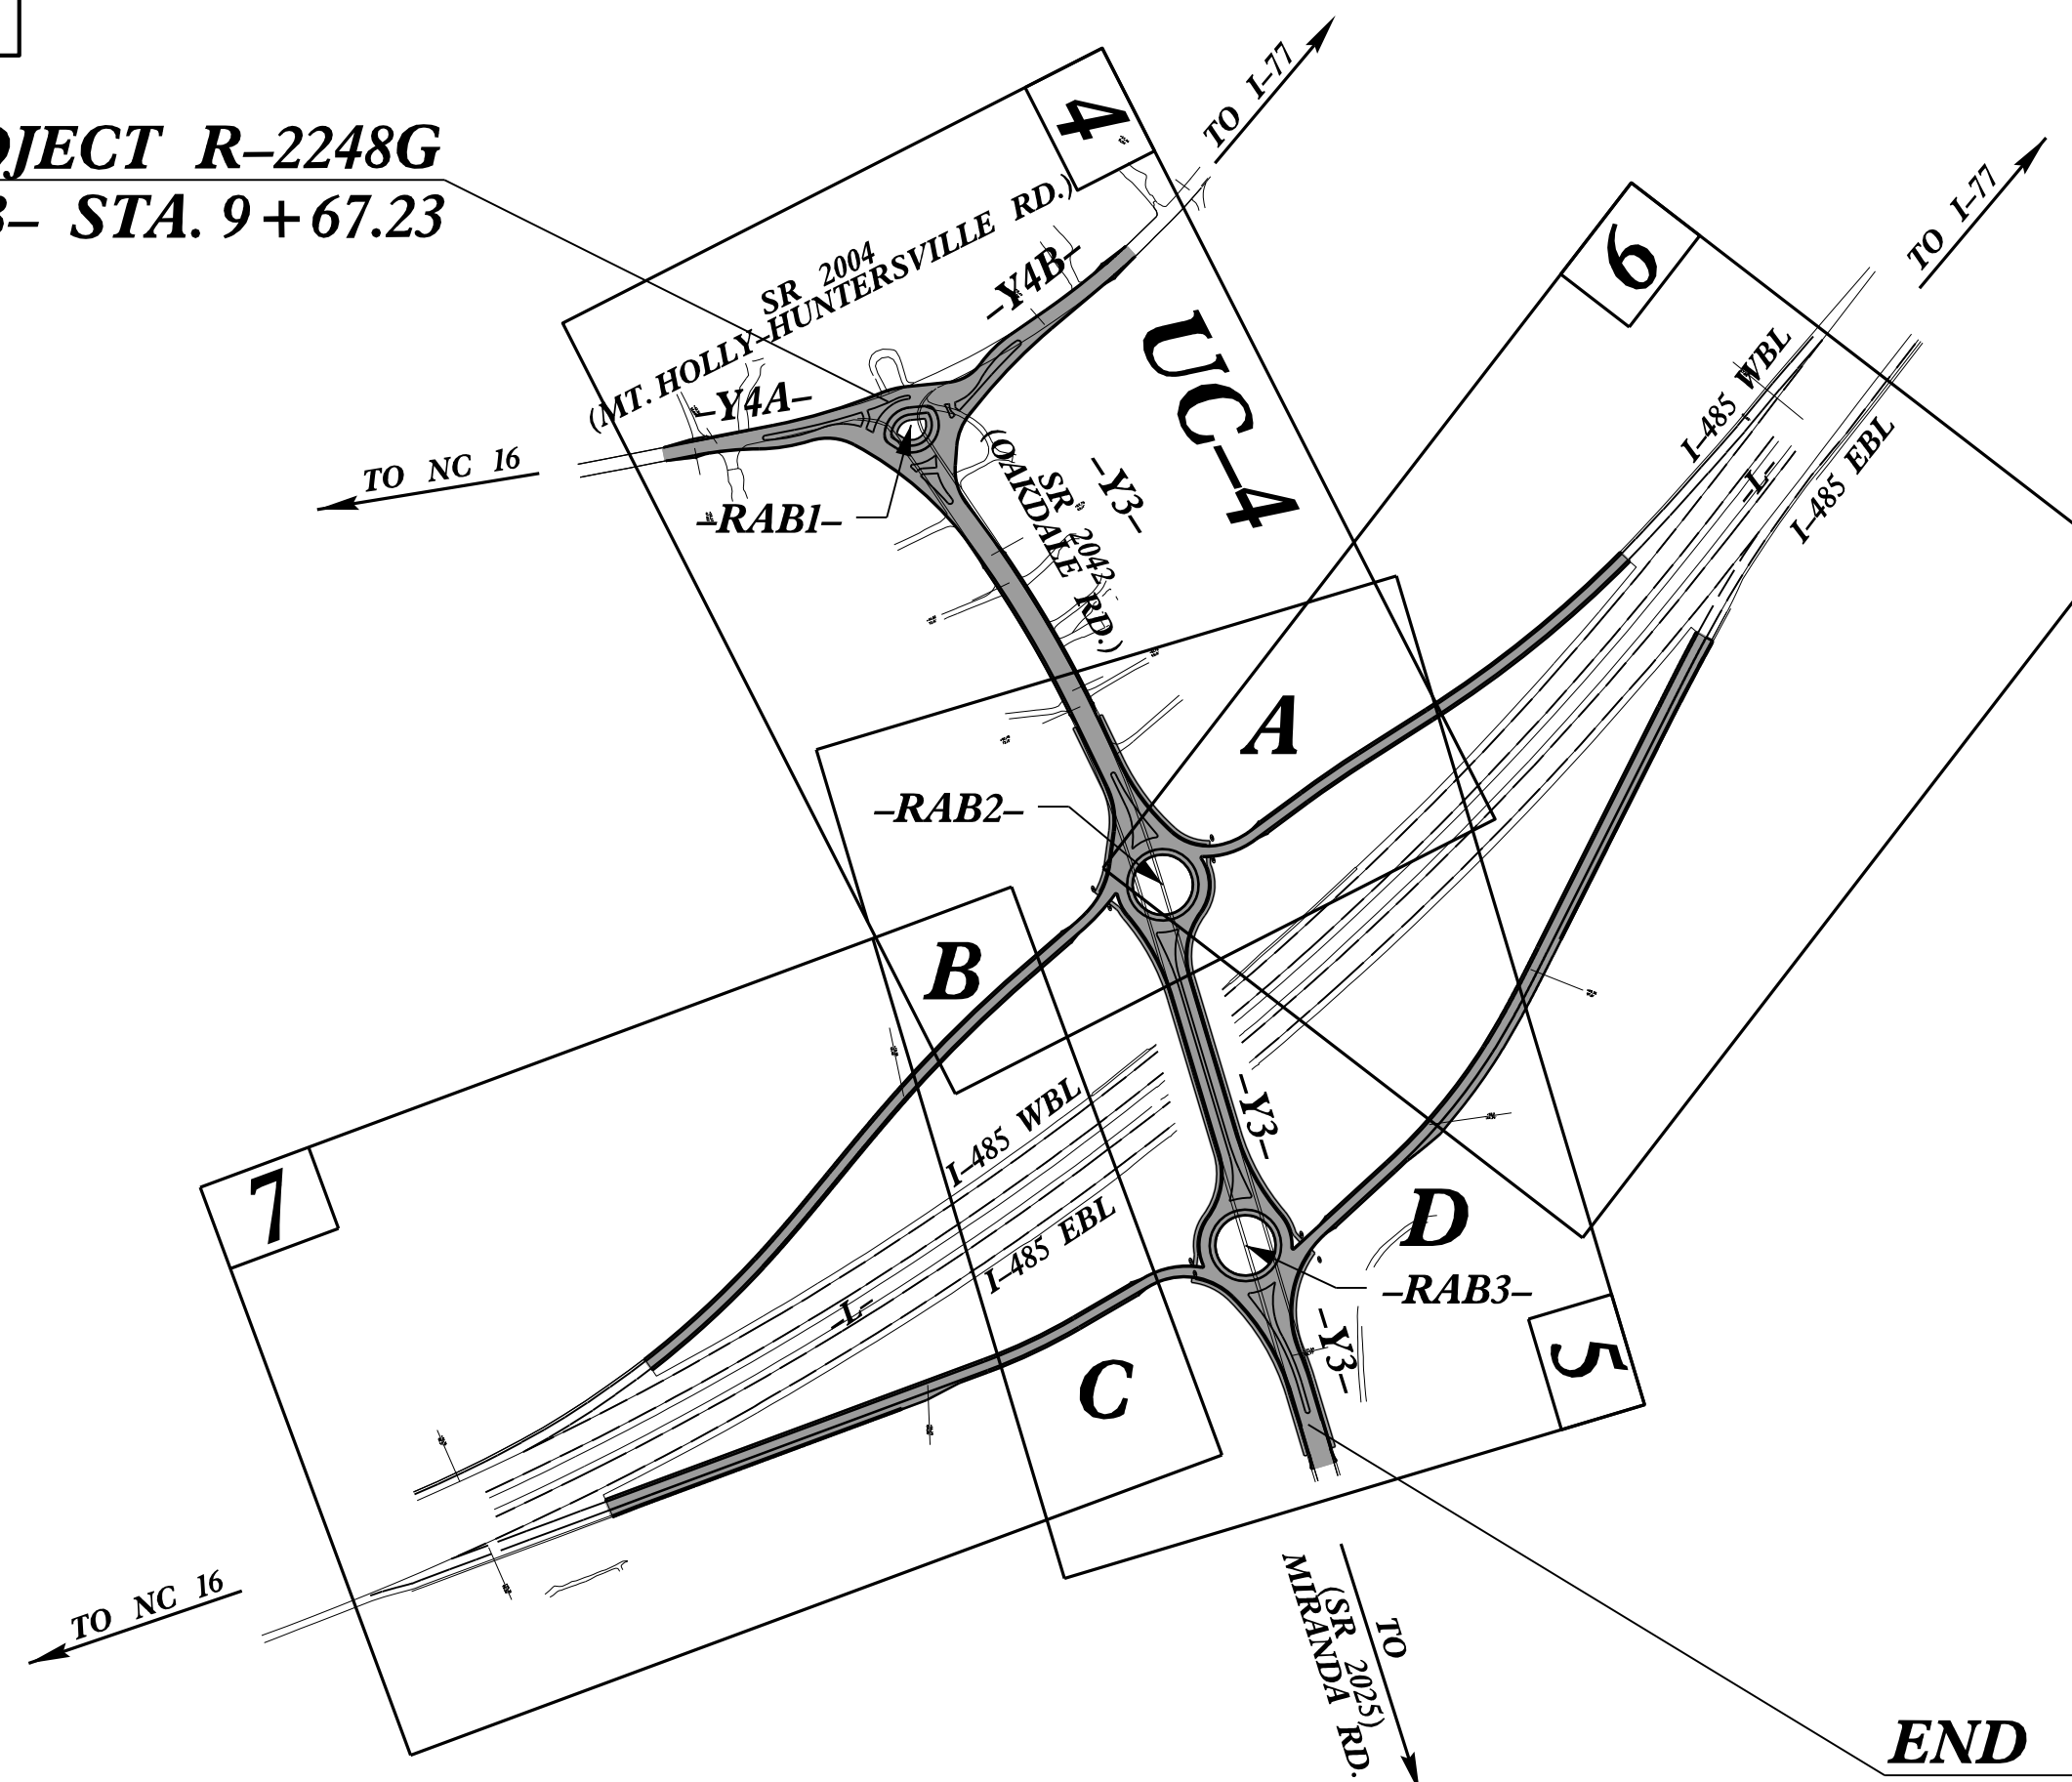 JECT R-2248G
- STA. 9+67.23
4
TO I-77
TO I-77
6
SR 2004
(MT. HOLLY-HUNTERSVILLE RD.)
-Y4B-
UC-4
-Y4A-
TO NC 16
-RAB1-
-Y3-
SR 2042
(OAKDALE RD.)
I-485 WBL
-L-
I-485 EBL
A
-RAB2-
B
I-485 WBL
-Y3-
7
I-485 EBL
D
-L-
-RAB3-
-Y3-
5
C
TO NC 16
TO
(SR 2025)
MIRANDA RD.
END